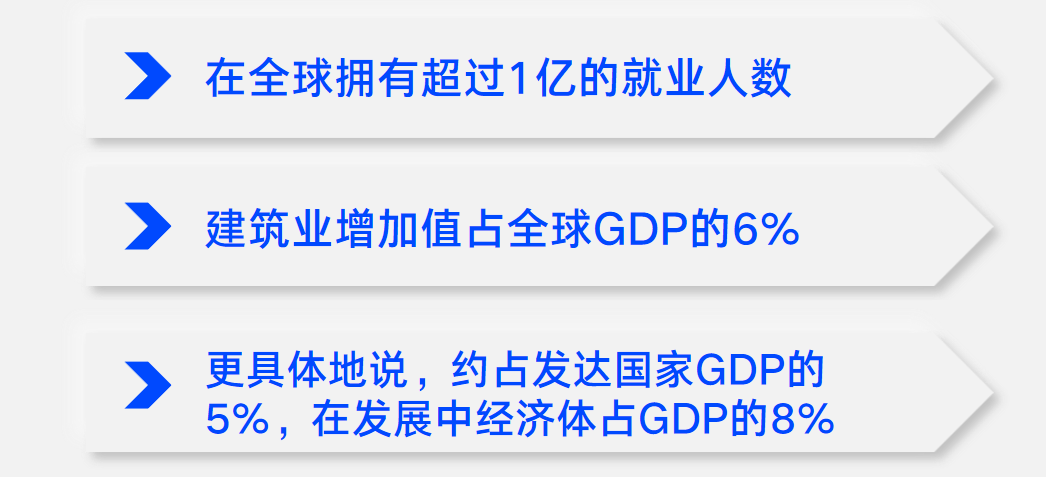 在全球拥有超过1亿的就业人数
建筑业增加值占全球GDP的6%
更具体地说，约占发达国家GDP的
5%，在发展中经济体占GDP的8%